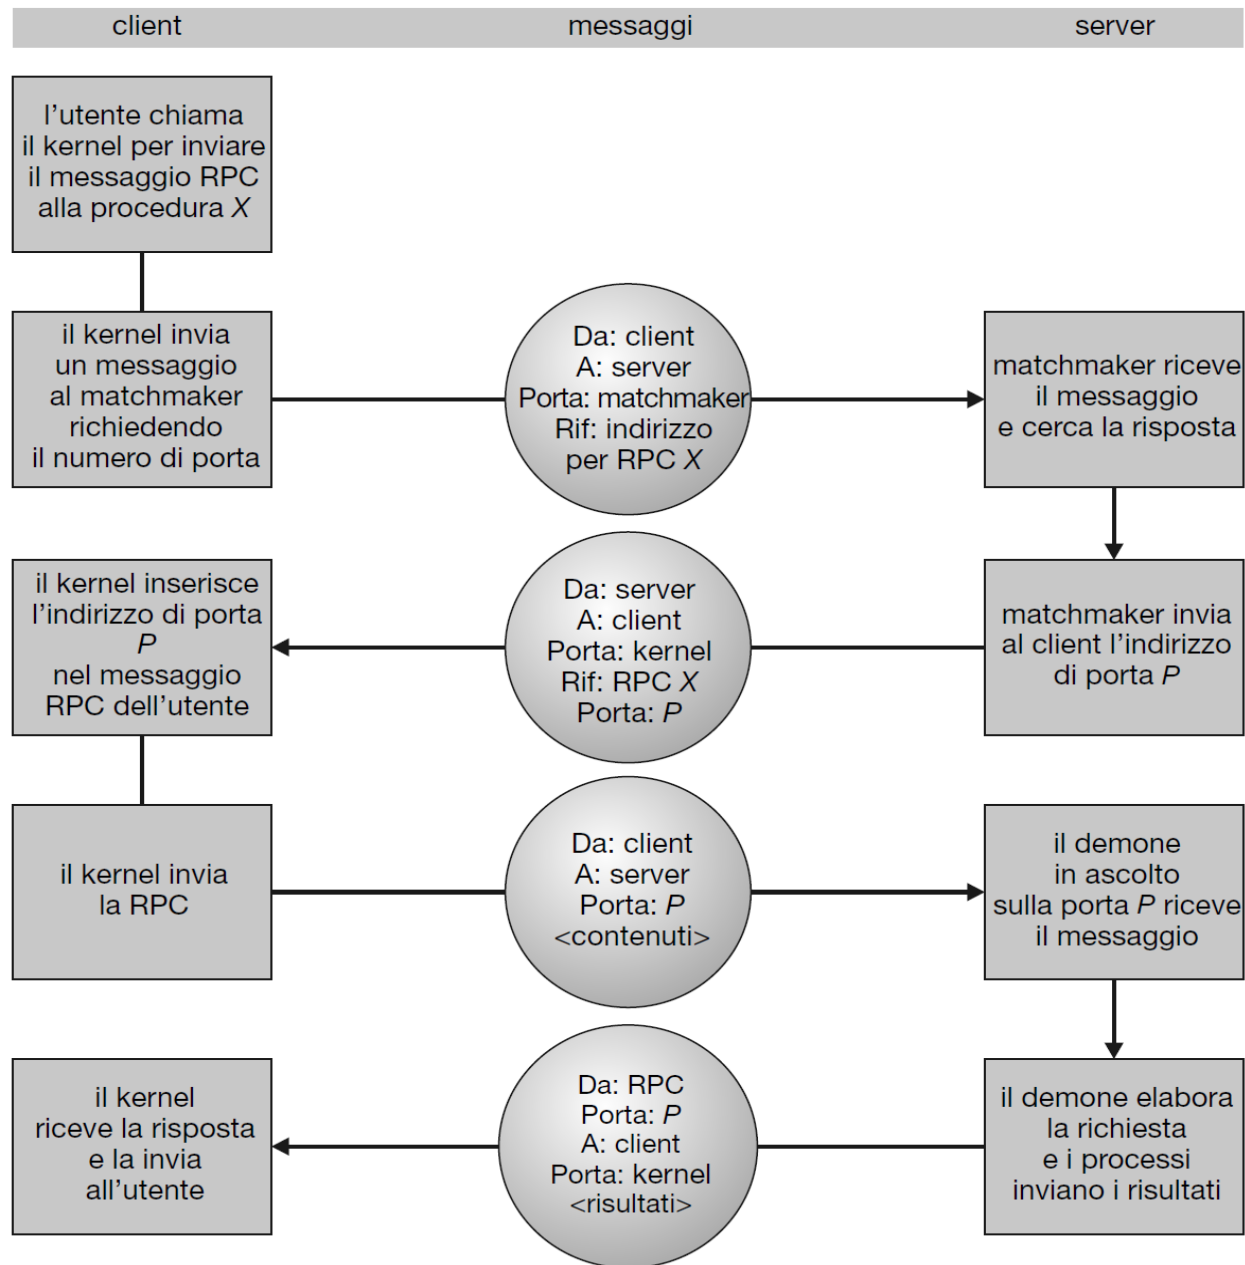 client messaggi server
l'utente chiama
il kernel per inviare
il messaggio RPC
alla procedura X
il kernel invia
un messaggio
al matchmaker
richiedendo
il numero di porta
Da: client
A: server
Porta: matchmaker
Rif: indirizzo
per RPC X
matchmaker riceve
il messaggio
e cerca la risposta
il kernel inserisce
l'indirizzo di porta
P
nel messaggio
RPC dell'utente
Da: server
A: client
Porta: kernel
Rif: RPC X
Porta: P
matchmaker invia
al client l'indirizzo
di porta P
il kernel invia
la RPC
Da: client
A: server
Porta: P
<contenuti>
il demone
in ascolto
sulla porta P riceve
il messaggio
il kernel
riceve la risposta
e la invia
all'utente
Da: RPC
Porta: P
A: client
Porta: kernel
<risultati>
il demone elabora
la richiesta
e i processi
inviano i risultati